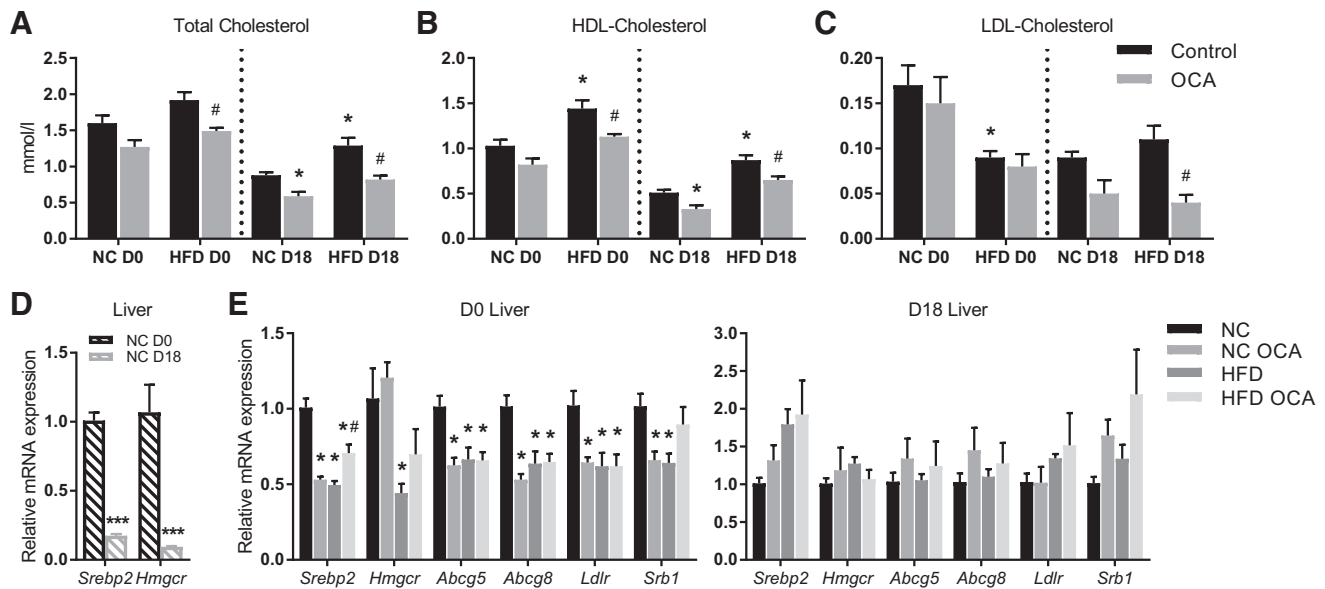 A
Total Cholesterol
2.5
2.0
1.5
1.0
0.5
0.0
mmol/l
#
*
*
#
NC D0 HFD D0 NC D18 HFD D18
B
HDL-Cholesterol
2.0
1.5
1.0
0.5
0.0
*
#
*
*
#
NC D0 HFD D0 NC D18 HFD D18
C
LDL-Cholesterol
0.20
0.15
0.10
0.05
0.00
*
#
NC D0 HFD D0 NC D18 HFD D18
Control
OCA
D
Liver
NC D0
NC D18
Relative mRNA expression
1.5
1.0
0.5
0.0
***
***
Srebp2 Hmgcr
E
D0 Liver
Relative mRNA expression
1.5
1.0
0.5
0.0
* * *#
*
* * *
* * *
* * *
* *
Srebp2 Hmgcr Abcg5 Abcg8 Ldlr Srb1
D18 Liver
3.0
2.5
2.0
1.5
1.0
0.5
0.0
Srebp2 Hmgcr Abcg5 Abcg8 Ldlr Srb1
NC
NC OCA
HFD
HFD OCA